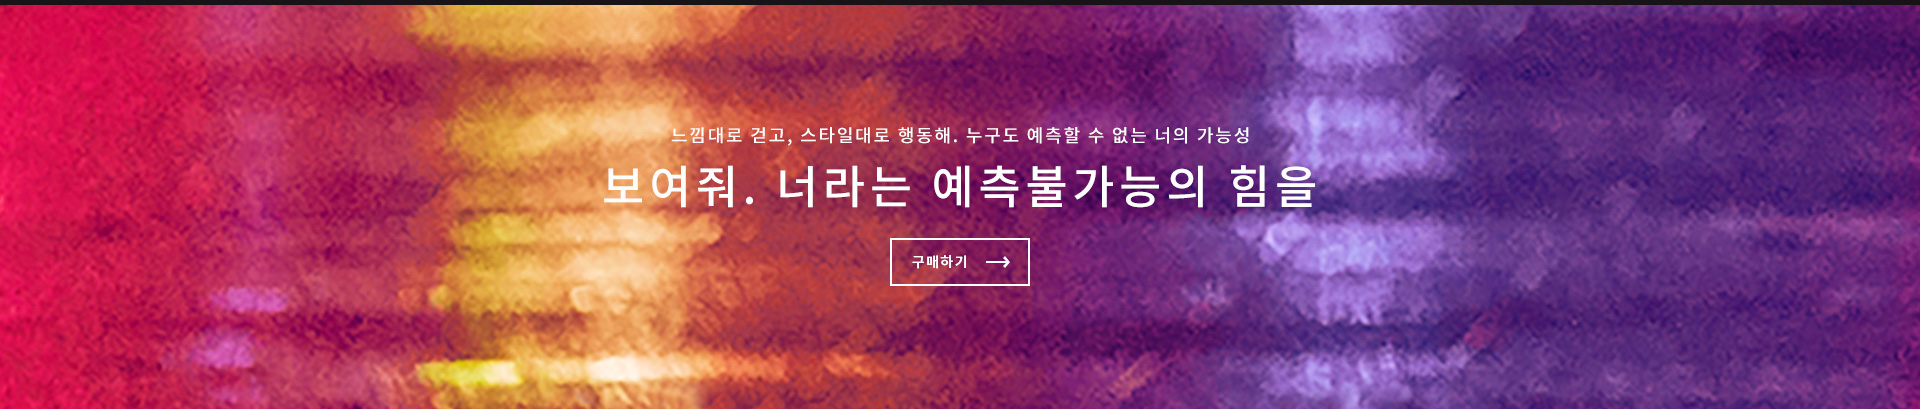 느낌대로 걷고, 스타일대로 행동해. 누구도 예측할 수 없는 너의 가능성
보여줘. 너라는 예측불가능의 힘을
구매하기